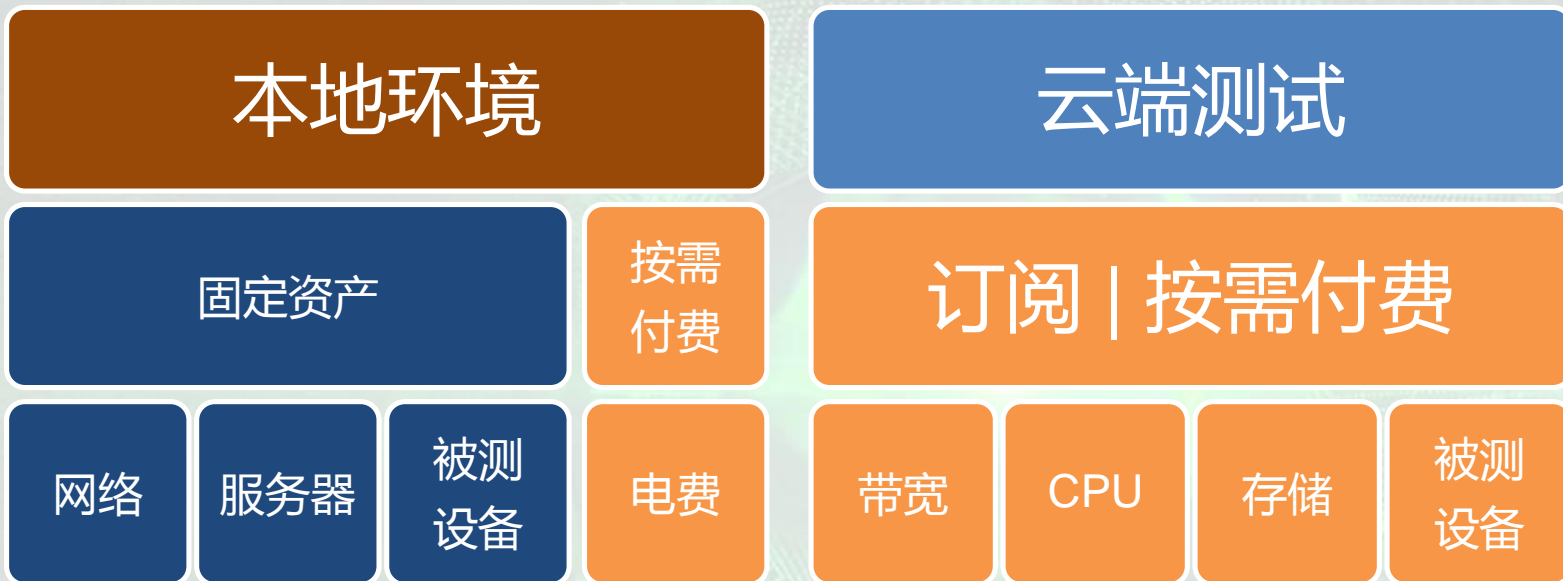 本地环境
云端测试
固定资产
按需
付费
订阅 | 按需付费
网络
服务器
被测
设备
电费
带宽
CPU
存储
被测
设备